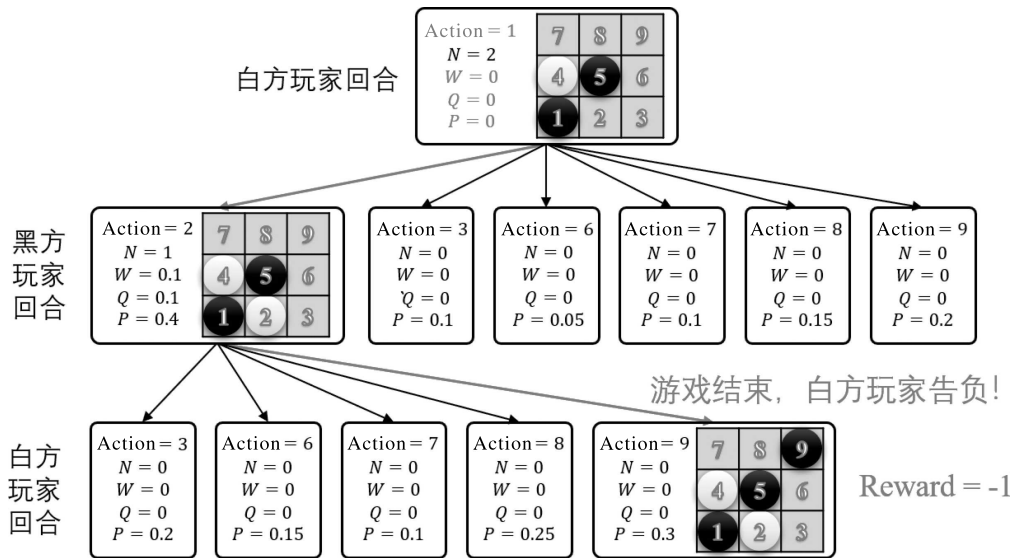 白方玩家回合
Action = 1
N = 2
W = 0
Q = 0
P = 0
7 8 9
4 5 6
1 2 3
黑方
玩家
回合
Action = 2
N = 1
W = 0.1
Q = 0.1
P = 0.4
7 8 9
4 5 6
1 2 3
Action = 3
N = 0
W = 0
`Q = 0
P = 0.1
Action = 6
N = 0
W = 0
Q = 0
P = 0.05
Action = 7
N = 0
W = 0
Q = 0
P = 0.1
Action = 8
N = 0
W = 0
Q = 0
P = 0.15
Action = 9
N = 0
W = 0
Q = 0
P = 0.2
游戏结束，白方玩家告负！
白方
玩家
回合
Action = 3
N = 0
W = 0
Q = 0
P = 0.2
Action = 6
N = 0
W = 0
Q = 0
P = 0.15
Action = 7
N = 0
W = 0
Q = 0
P = 0.1
Action = 8
N = 0
W = 0
Q = 0
P = 0.25
Action = 9
N = 0
W = 0
Q = 0
P = 0.3
7 8 9
4 5 6
1 2 3
Reward = -1